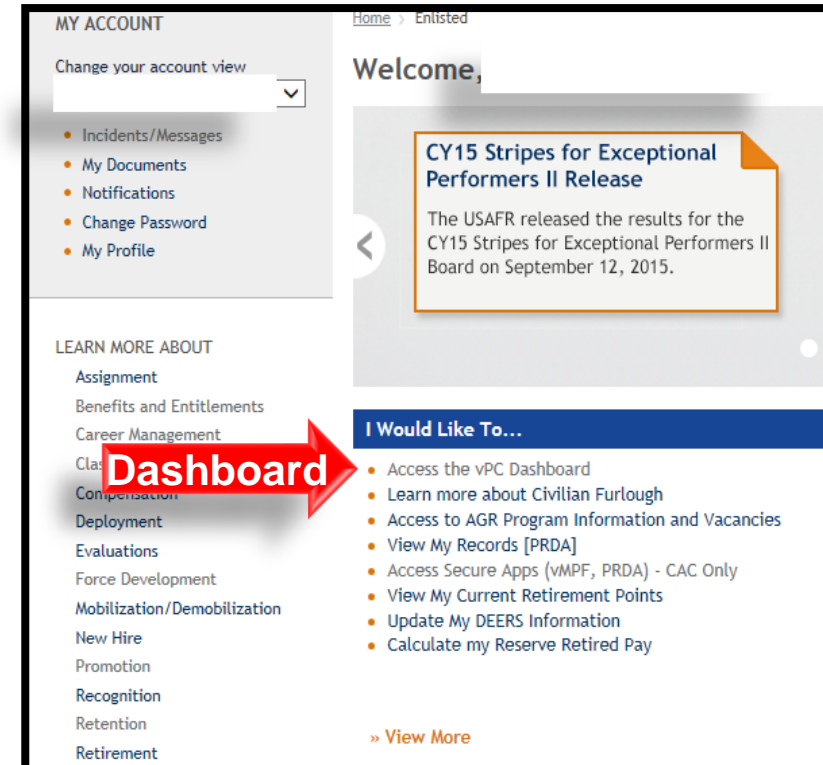 MY ACCOUNT
Change your account view
Incidents/Messages
My Documents
Notifications
Change Password
My Profile
LEARN MORE ABOUT
Assignment
Benefits and Entitlements
Career Management
Compensation
Deployment
Evaluations
Force Development
Mobilization/Demobilization
New Hire
Promotion
Recognition
Retention
Retirement
Dashboard
Home > Enlisted
Welcome,
CY15 Stripes for Exceptional
Performers II Release
The USAFR released the results for the
CY15 Stripes for Exceptional Performers II
Board on September 12, 2015.
I Would Like To...
Access the vPC Dashboard
Learn more about Civilian Furlough
Access to AGR Program Information and Vacancies
View My Records [PRDA]
Access Secure Apps (vMPF, PRDA) - CAC Only
View My Current Retirement Points
Update My DEERS Information
Calculate my Reserve Retired Pay
» View More